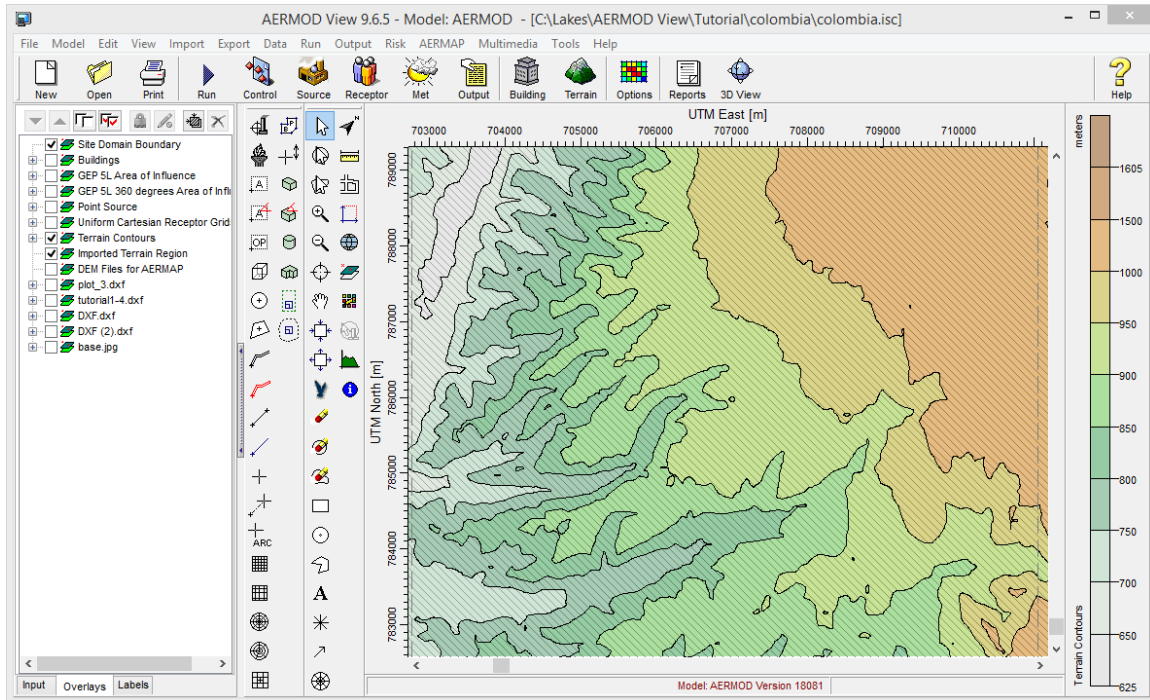 AERMOD View 9.6.5 - Model: AERMOD - [C:\Lakes\AERMOD View\Tutorial\colombia\colombia.isc]
File Model Edit View Import Export Data Run Output Risk AERMAP Multimedia Tools Help
New Open Print Run Control Source Receptor Met Output Building Terrain Options Reports 3D View Help
Site Domain Boundary
Buildings
GEP 5L Area of Influence
GEP 5L 360 degrees Area of Infl
Point Source
Uniform Cartesian Receptor Grid
Terrain Contours
Imported Terrain Region
DEM Files for AERMAP
plot_3.dxf
tutorial1-4.dxf
DXF.dxf
DXF (2).dxf
base.jpg
Input Overlays Labels
A
A
OP
ARC
A
N
UTM East [m]
703000 704000 705000 706000 707000 708000 709000 710000
UTM North [m]
789000
788000
787000
786000
785000
784000
783000
meters
1605
1500
1000
950
900
850
800
750
700
650
625
Terrain Contours
Model: AERMOD Version 18081